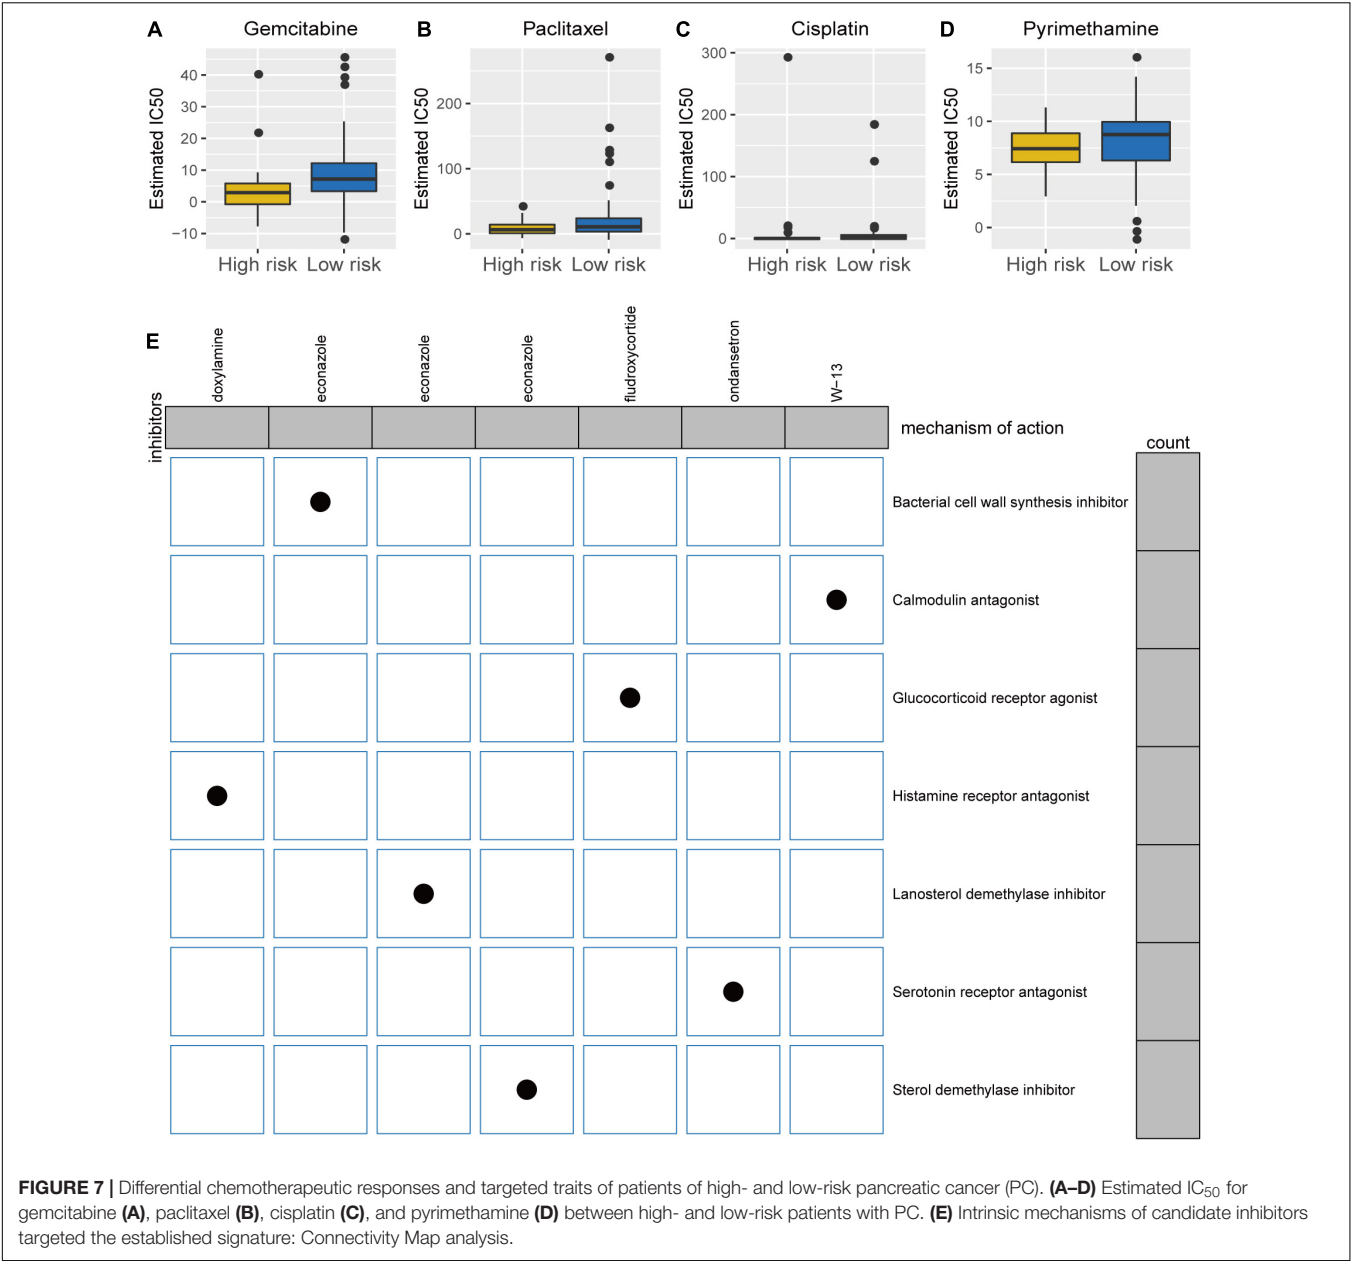 A Gemcitabine
B Paclitaxel
C Cisplatin
D Pyrimethamine
Estimated IC50
40
30
20
10
0
−10
High risk Low risk
Estimated IC50
200
100
0
High risk Low risk
Estimated IC50
300
200
100
0
High risk Low risk
Estimated IC50
15
10
5
0
High risk Low risk
E
doxylamine
econazole
econazole
econazole
fludroxycortide
ondansetron
W−13
inhibitors
mechanism of action
count
Bacterial cell wall synthesis inhibitor
Calmodulin antagonist
Glucocorticoid receptor agonist
Histamine receptor antagonist
Lanosterol demethylase inhibitor
Serotonin receptor antagonist
Sterol demethylase inhibitor
FIGURE 7 | Differential chemotherapeutic responses and targeted traits of patients of high- and low-risk pancreatic cancer (PC). (A–D) Estimated IC50 for
gemcitabine (A), paclitaxel (B), cisplatin (C), and pyrimethamine (D) between high- and low-risk patients with PC. (E) Intrinsic mechanisms of candidate inhibitors
targeted the established signature: Connectivity Map analysis.